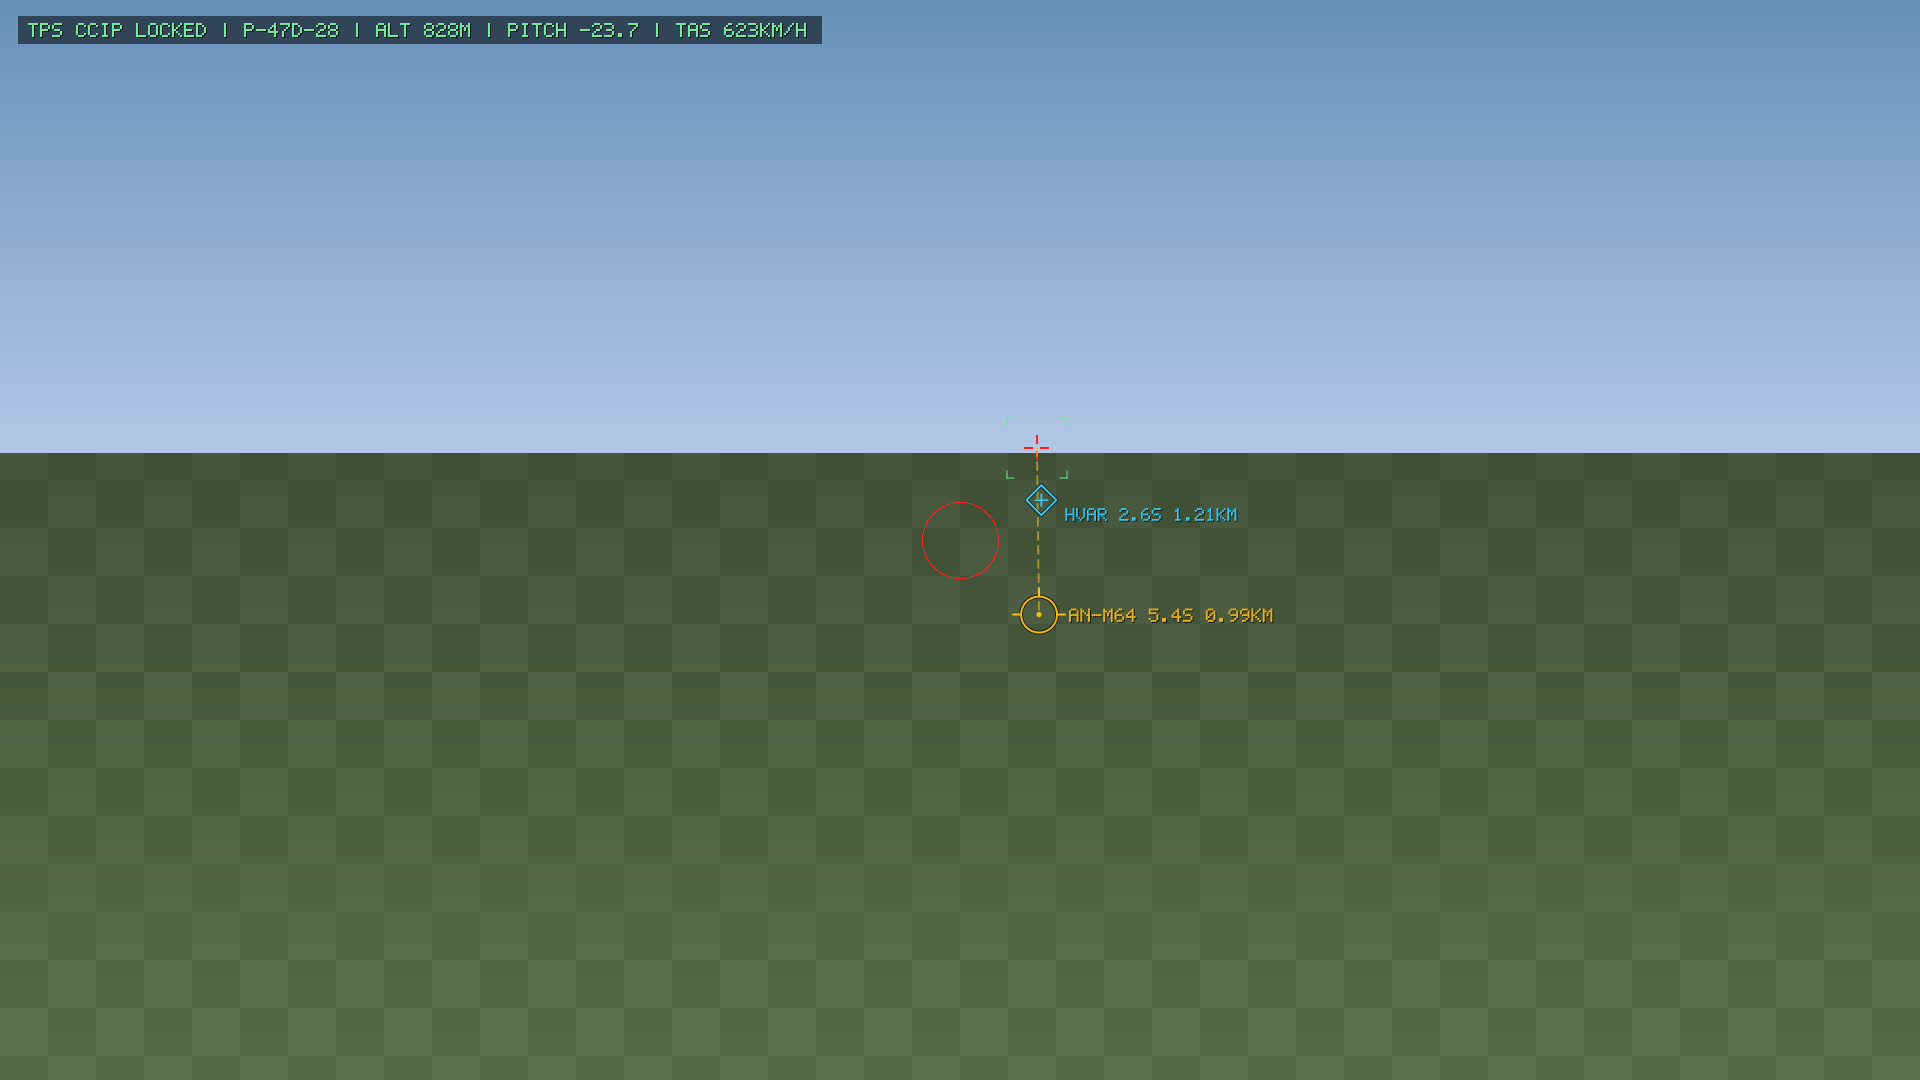 TPS CCIP LOCKED | P-47D-28 | ALT 828M | PITCH -23.7 | TAS 623KM/H
HVAR 2.6S 1.21KM
AN-M64 5.4S 0.99KM